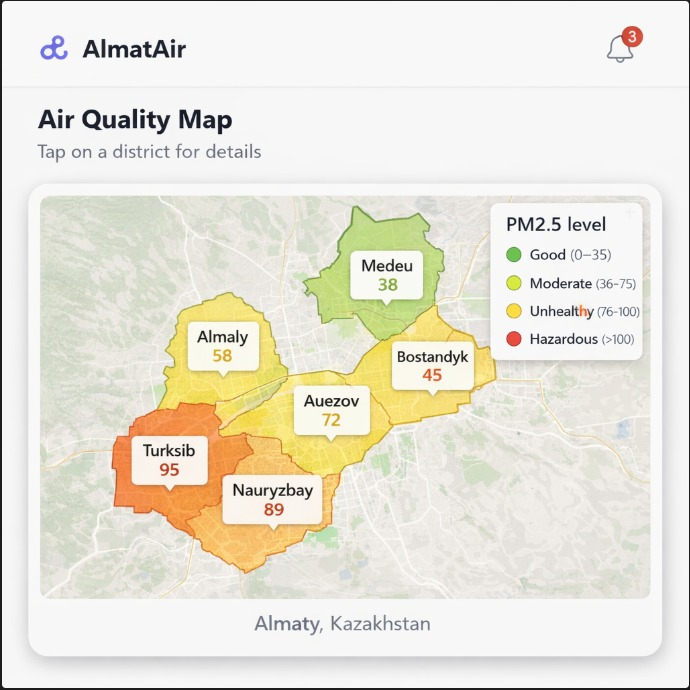 AlmatAir
3
Air Quality Map
Tap on a district for details
PM2.5 level
Good (0–35)
Moderate (36-75)
Unhealthy (76-100)
Hazardous (>100)
Medeu
38
Almaly
58
Bostandyk
45
Auezov
72
Turksib
95
Nauryzbay
89
Almaty, Kazakhstan